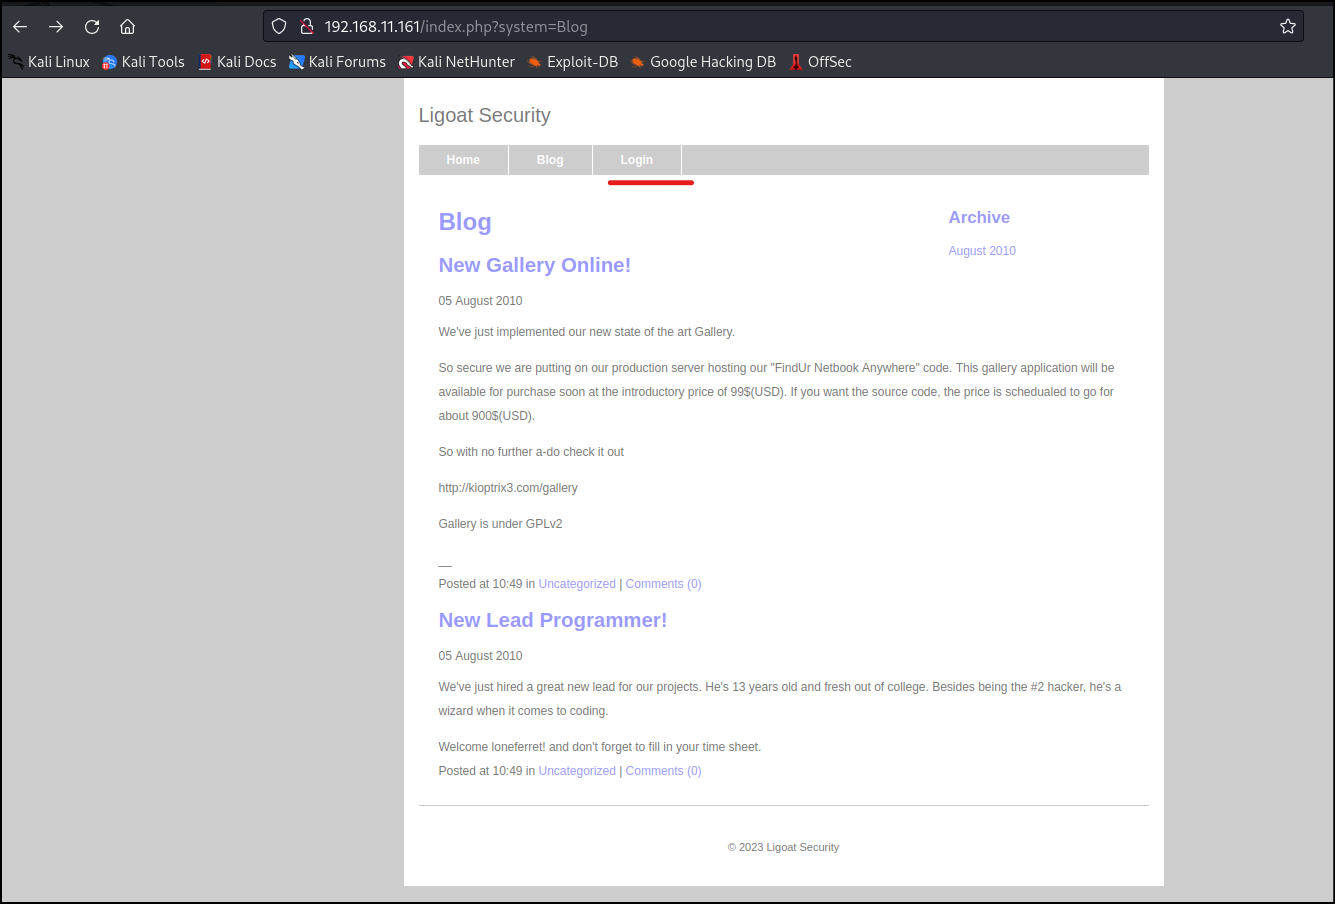 192.168.11.161/index.php?system=Blog
Kali Linux Kali Tools Kali Docs Kali Forums Kali NetHunter Exploit-DB Google Hacking DB OffSec
Ligoat Security
Home Blog Login
Blog
New Gallery Online!
05 August 2010
We've just implemented our new state of the art Gallery.
So secure we are putting on our production server hosting our "FindUr Netbook Anywhere" code. This gallery application will be
available for purchase soon at the introductory price of 99$(USD). If you want the source code, the price is schedualed to go for
about 900$(USD).
So with no further a-do check it out
http://kioptrix3.com/gallery
Gallery is under GPLv2
__
Posted at 10:49 in Uncategorized | Comments (0)
New Lead Programmer!
05 August 2010
We've just hired a great new lead for our projects. He's 13 years old and fresh out of college. Besides being the #2 hacker, he's a
wizard when it comes to coding.
Welcome loneferret! and don't forget to fill in your time sheet.
Posted at 10:49 in Uncategorized | Comments (0)
Archive
August 2010
© 2023 Ligoat Security